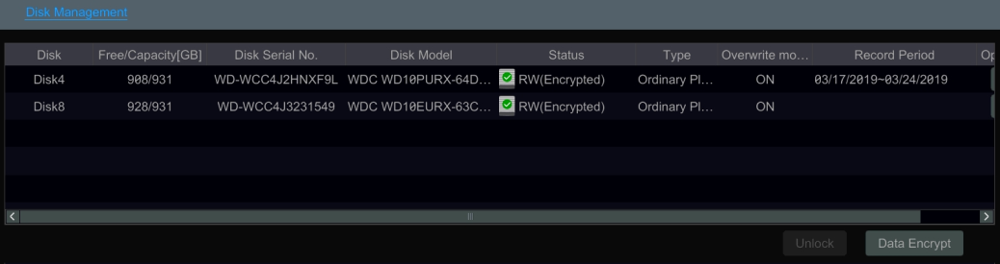 Disk Management
Disk Free/Capacity[GB] Disk Serial No. Disk Model Status Type Overwrite mo... Record Period Op
Disk4 908/931 WD-WCC4J2HNXF9L WDC WD10PURX-64D... RW(Encrypted) Ordinary Pl... ON 03/17/2019~03/24/2019
Disk8 928/931 WD-WCC4J3231549 WDC WD10EURX-63C... RW(Encrypted) Ordinary Pl... ON
Unlock Data Encrypt